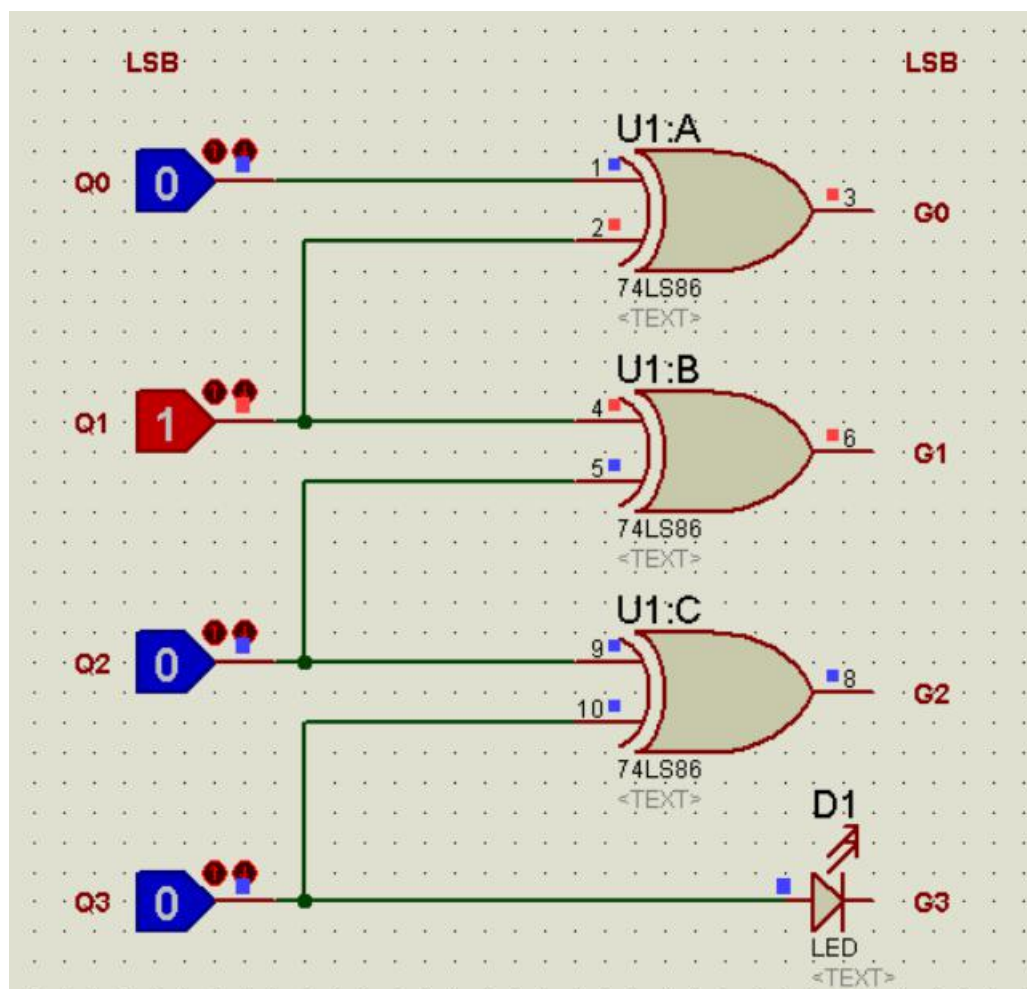 LSB
LSB
U1:A
Q0
0
1
2
3
G0
74LS86
<TEXT>
U1:B
Q1
1
4
5
6
G1
74LS86
<TEXT>
U1:C
Q2
0
9
10
8
G2
74LS86
<TEXT>
D1
Q3
0
G3
LED
<TEXT>